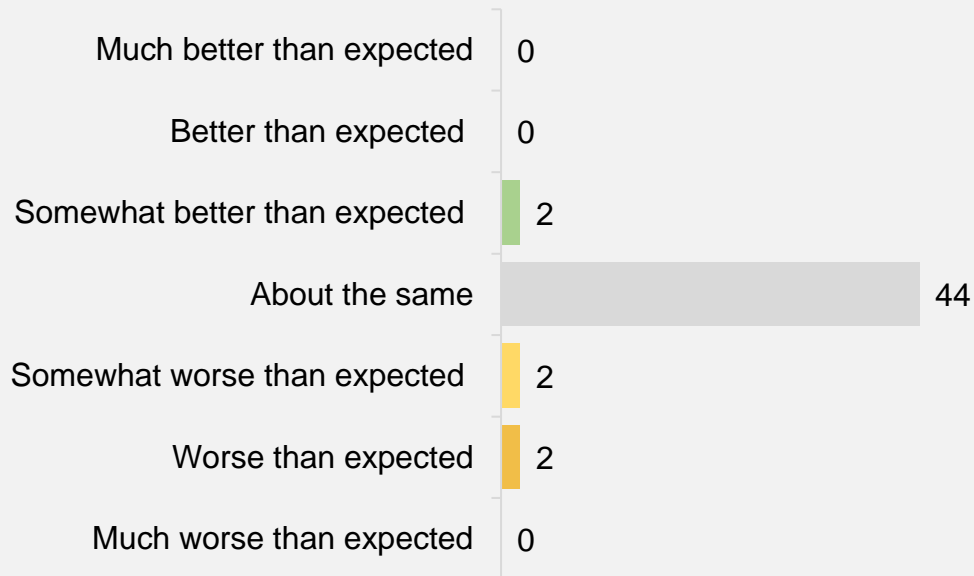 Much better than expected 0
Better than expected 0
Somewhat better than expected 2
About the same 44
Somewhat worse than expected 2
Worse than expected 2
Much worse than expected 0